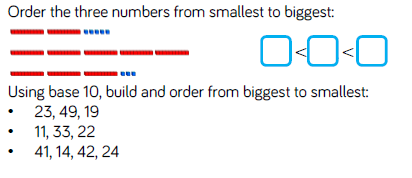 Order the three numbers from smallest to biggest:
< <
Using base 10, build and order from biggest to smallest:
• 23, 49, 19
• 11, 33, 22
• 41, 14, 42, 24